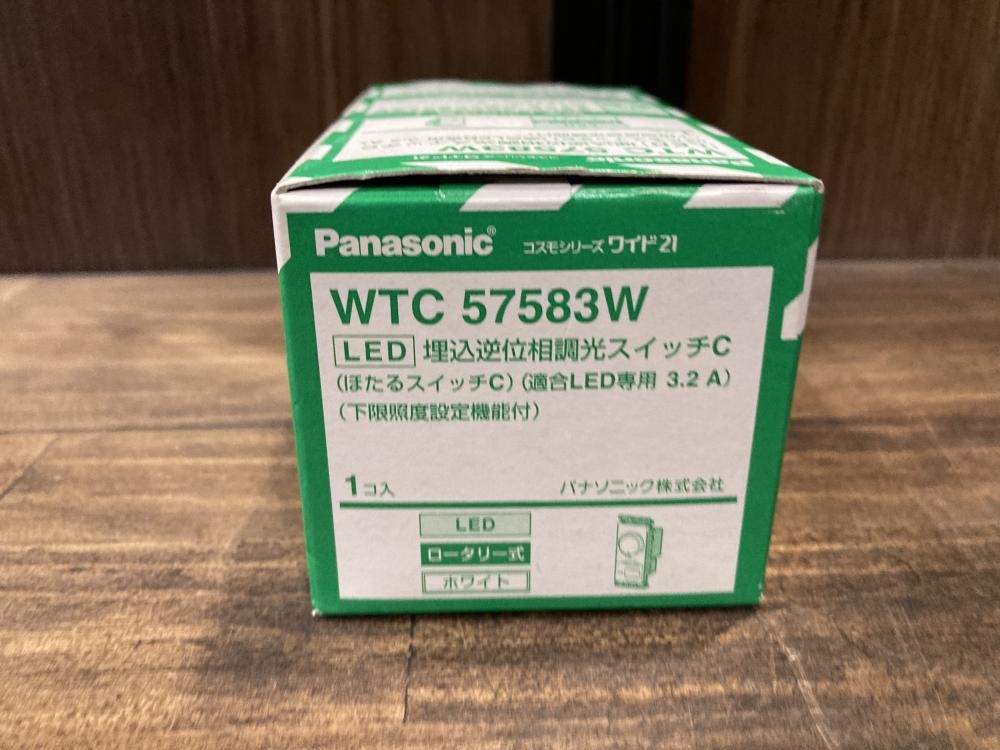 Panasonic
WTC 57583W
Panasonic® コスモシリーズ ワイド21
WTC 57583W
LED 埋込逆位相調光スイッチC
(ほたるスイッチC) (適合LED専用 3.2 A)
(下限照度設定機能付)
1コ入 パナソニック株式会社
LED
ロータリー式
ホワイト